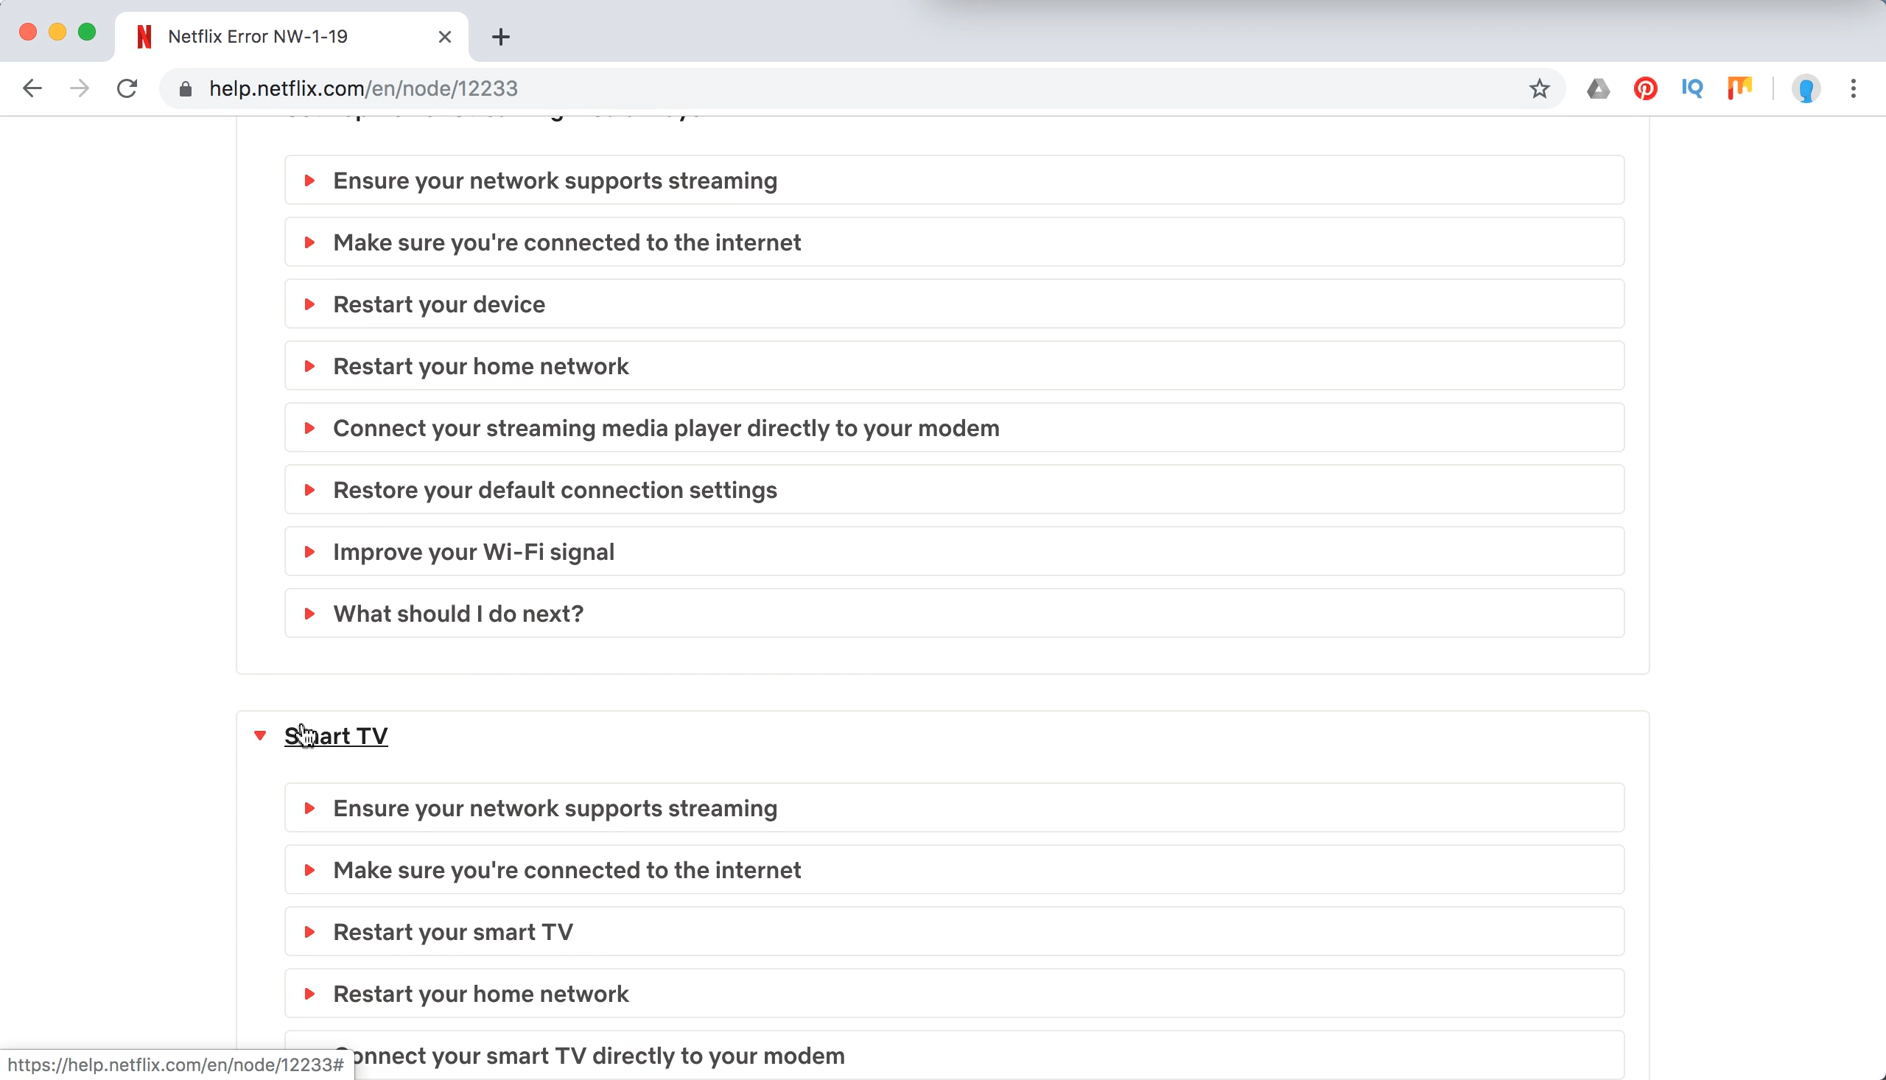 Netflix Error NW-1-19
help.netflix.com/en/node/12233
IQ
Ensure your network supports streaming
Make sure you're connected to the internet
Restart your device
Restart your home network
Connect your streaming media player directly to your modem
Restore your default connection settings
Improve your Wi-Fi signal
What should I do next?
Smart TV
Ensure your network supports streaming
Make sure you're connected to the internet
Restart your smart TV
Restart your home network
Connect your smart TV directly to your modem
https://help.netflix.com/en/node/12233#